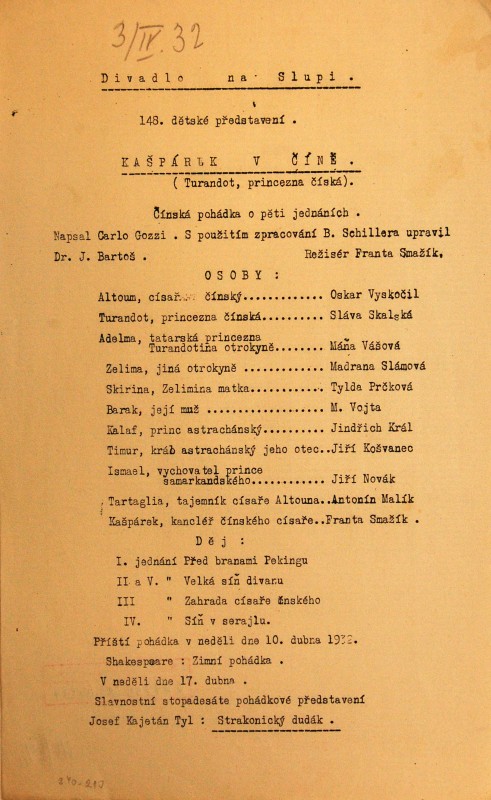 3/IV. 32
Divadlo na Slupi.
148. dětské představení .
KAŠPÁREK V ČÍNĚ.
( Turandot, princezna číská).
Čínská pohádka o pěti jednáních .
Napsal Carlo Gozzi . S použitím zpracování B. Schillera upravil
Dr. J. Bartoš . Režisér Franta Smažík.
OSOBY :
Altoum, císař čínský............. Oskar Vyskočil
Turandot, princezna čínská.......... Sláva Skalská
Adelma, tatarská princezna
Turandotina otrokyně........ Máňa Vášová
Zelima, jiná otrokyně ............ Madrana Slámová
Skirina, Zelimina matka............ Tylda Prčková
Barak, její muž .................. M. Vojta
Kalaf, princ astrachánský.......... Jindřich Král
Timur, král astrachánský jeho otec..Jiří Košvanec
Ismael, vychovatel prince
samarkandského............ Jiří Novák
Tartaglia, tajemník císaře Altouna..Antonín Malík
Kašpárek, kancléř čínského císaře..Franta Smažík .
Děj :
I. jednání Před branami Pekingu
II a V. " Velká síň divanu
III " Zahrada císaře čnského
IV. " Síň v serajlu.
Příští pohádka v neděli dne 10. dubna 1932.
Shakespeare : Zimní pohádka .
V neděli dne 17. dubna .
Slavnostní stopadesáte pohádkové představení
Josef Kajetán Tyl : Strakonický dudák .